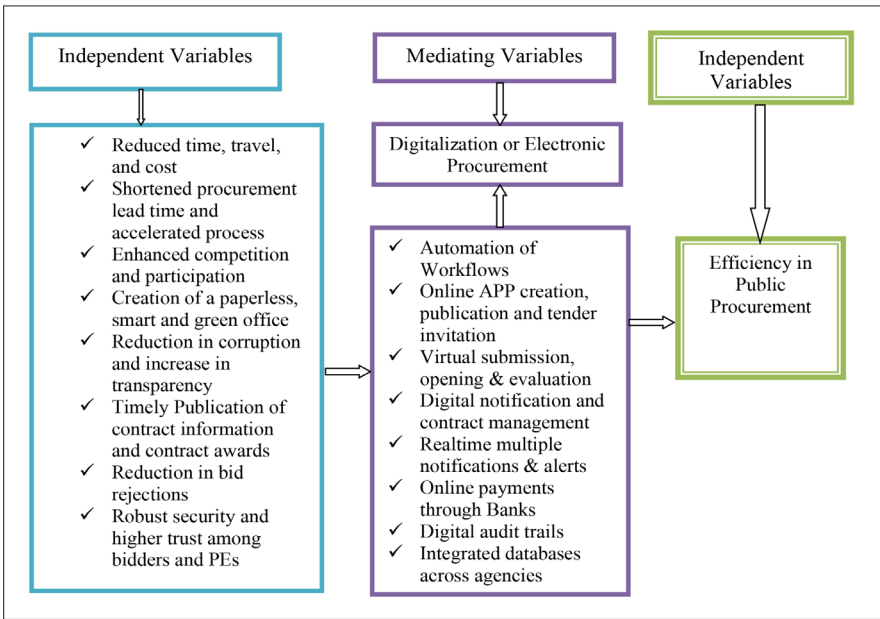 Independent Variables
✓ Reduced time, travel,
and cost
✓ Shortened procurement
lead time and
accelerated process
✓ Enhanced competition
and participation
✓ Creation of a paperless,
smart and green office
✓ Reduction in corruption
and increase in
transparency
✓ Timely Publication of
contract information
and contract awards
✓ Reduction in bid
rejections
✓ Robust security and
higher trust among
bidders and PEs
Mediating Variables
Digitalization or Electronic
Procurement
✓ Automation of
Workflows
✓ Online APP creation,
publication and tender
invitation
✓ Virtual submission,
opening & evaluation
✓ Digital notification and
contract management
✓ Realtime multiple
notifications & alerts
✓ Online payments
through Banks
✓ Digital audit trails
✓ Integrated databases
across agencies
Independent
Variables
Efficiency in
Public
Procurement